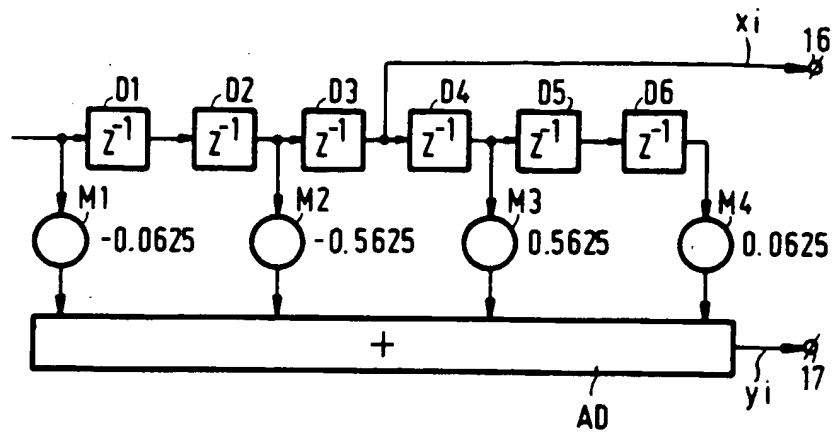 xi
16
D1
D2
D3
D4
D5
D6
z⁻¹
z⁻¹
z⁻¹
z⁻¹
z⁻¹
z⁻¹
M1
-0.0625
M2
-0.5625
M3
0.5625
M4
0.0625
+
yi
17
AD